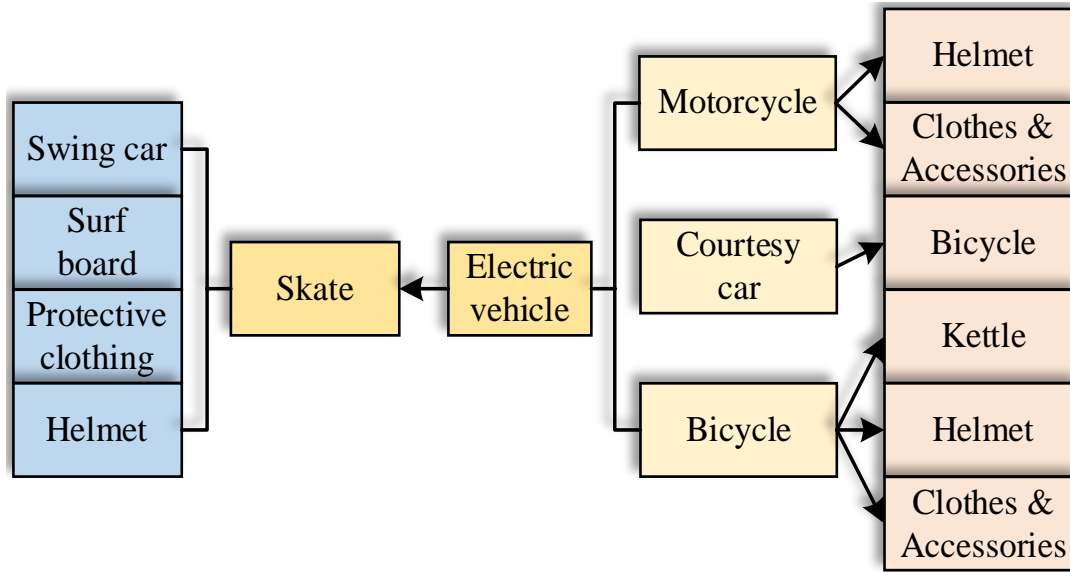 Swing car
Surf
board
Protective
clothing
Helmet
Skate
Electric
vehicle
Motorcycle
Courtesy
car
Bicycle
Helmet
Clothes &
Accessories
Bicycle
Kettle
Helmet
Clothes &
Accessories